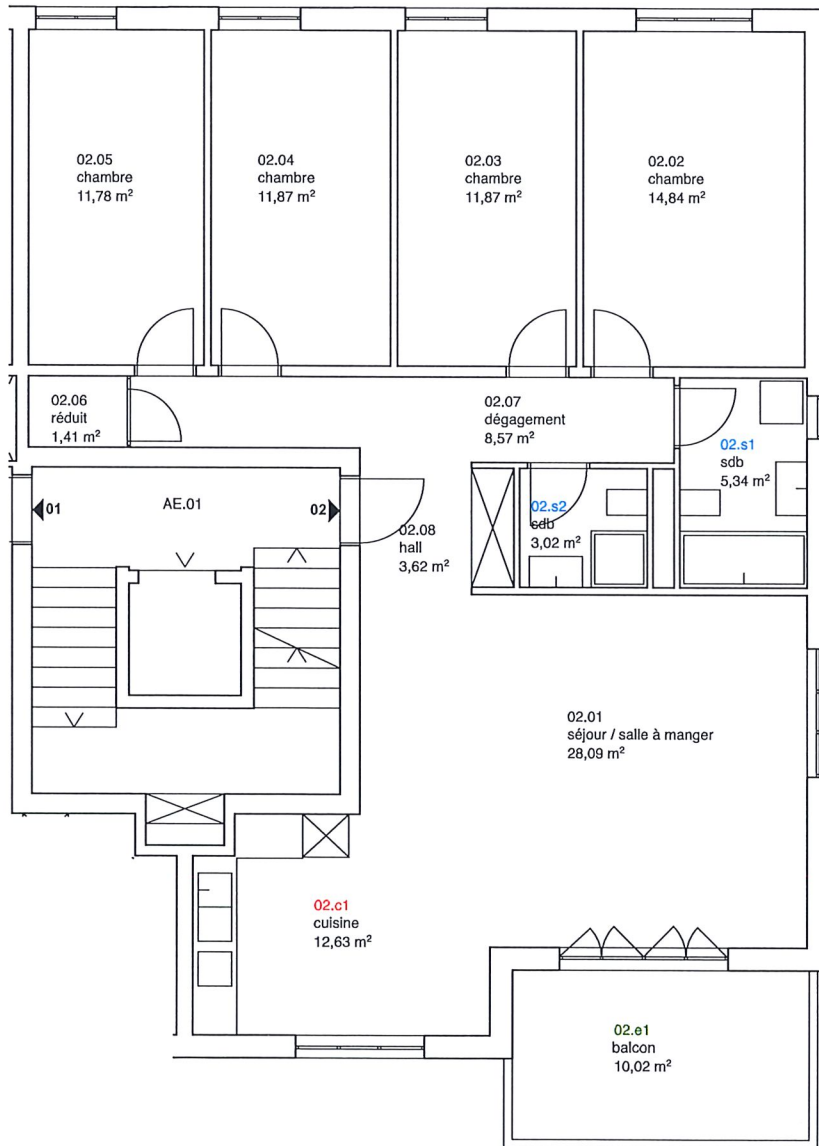 02.05
chambre
11,78 m²
02.04
chambre
11,87 m²
02.03
chambre
11,87 m²
02.02
chambre
14,84 m²
02.06
réduit
1,41 m²
02.07
dégagement
8,57 m²
02.s1
sdb
5,34 m²
01
AE.01
02
02.08
hall
3,62 m²
02.s2
sdb
3,02 m²
02.01
séjour / salle à manger
28,09 m²
02.c1
cuisine
12,63 m²
02.e1
balcon
10,02 m²